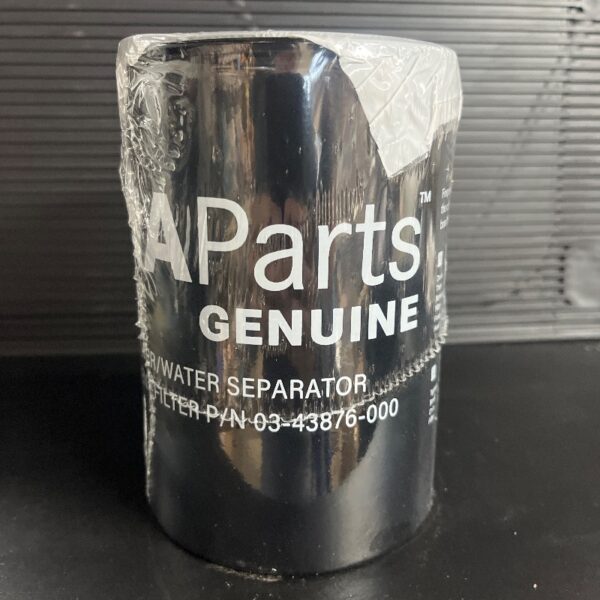 AParts™
GENUINE
R/WATER SEPARATOR
FILTER P/N 03-43876-000